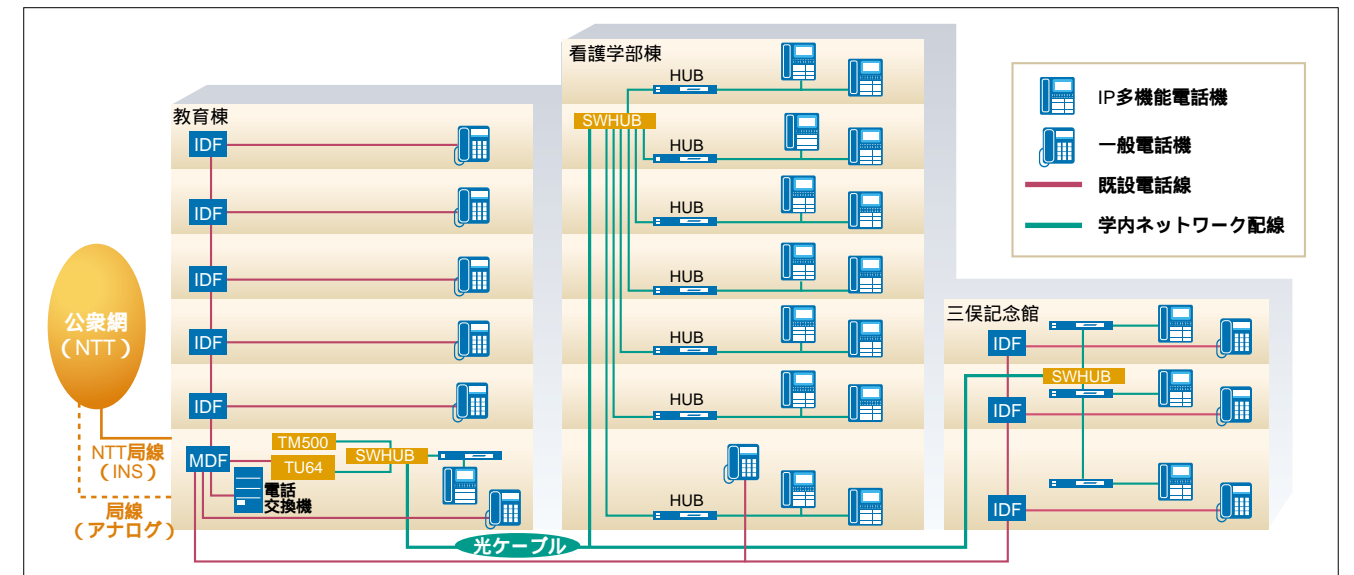 看護学部棟
HUB
SWHUB
HUB
HUB
HUB
HUB
HUB
HUB
教育棟
IDF
IDF
IDF
IDF
IDF
MDF
TM500
TU64
SWHUB
電話
交換機
公衆網
(NTT)
NTT局線
(INS)
局線
(アナログ)
光ケーブル
三俣記念館
IDF
SWHUB
IDF
IDF
IP多機能電話機
一般電話機
既設電話線
学内ネットワーク配線